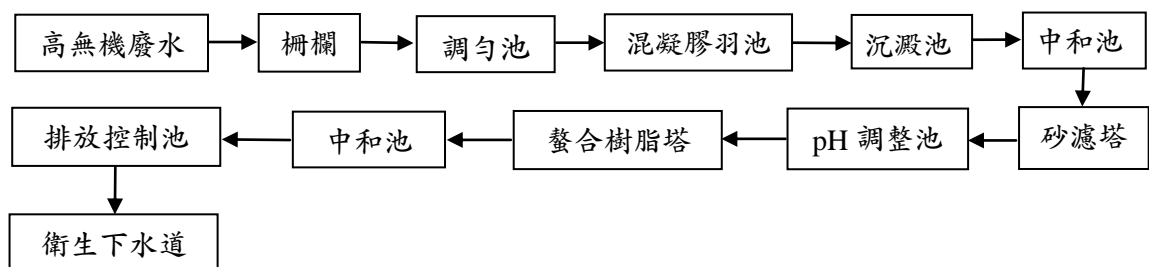 高無機廢水
柵欄
調勻池
混凝膠羽池
沉澱池
中和池
砂濾塔
pH 調整池
螯合樹脂塔
中和池
排放控制池
衛生下水道